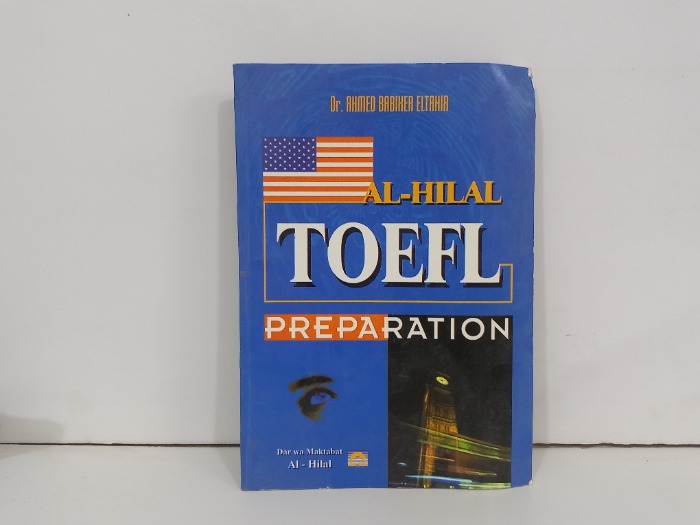 Dr. AHMED BABIKER ELTAHIR
AL-HILAL
TOEFL
PREPARATION
Dar wa Maktabat
Al - Hilal